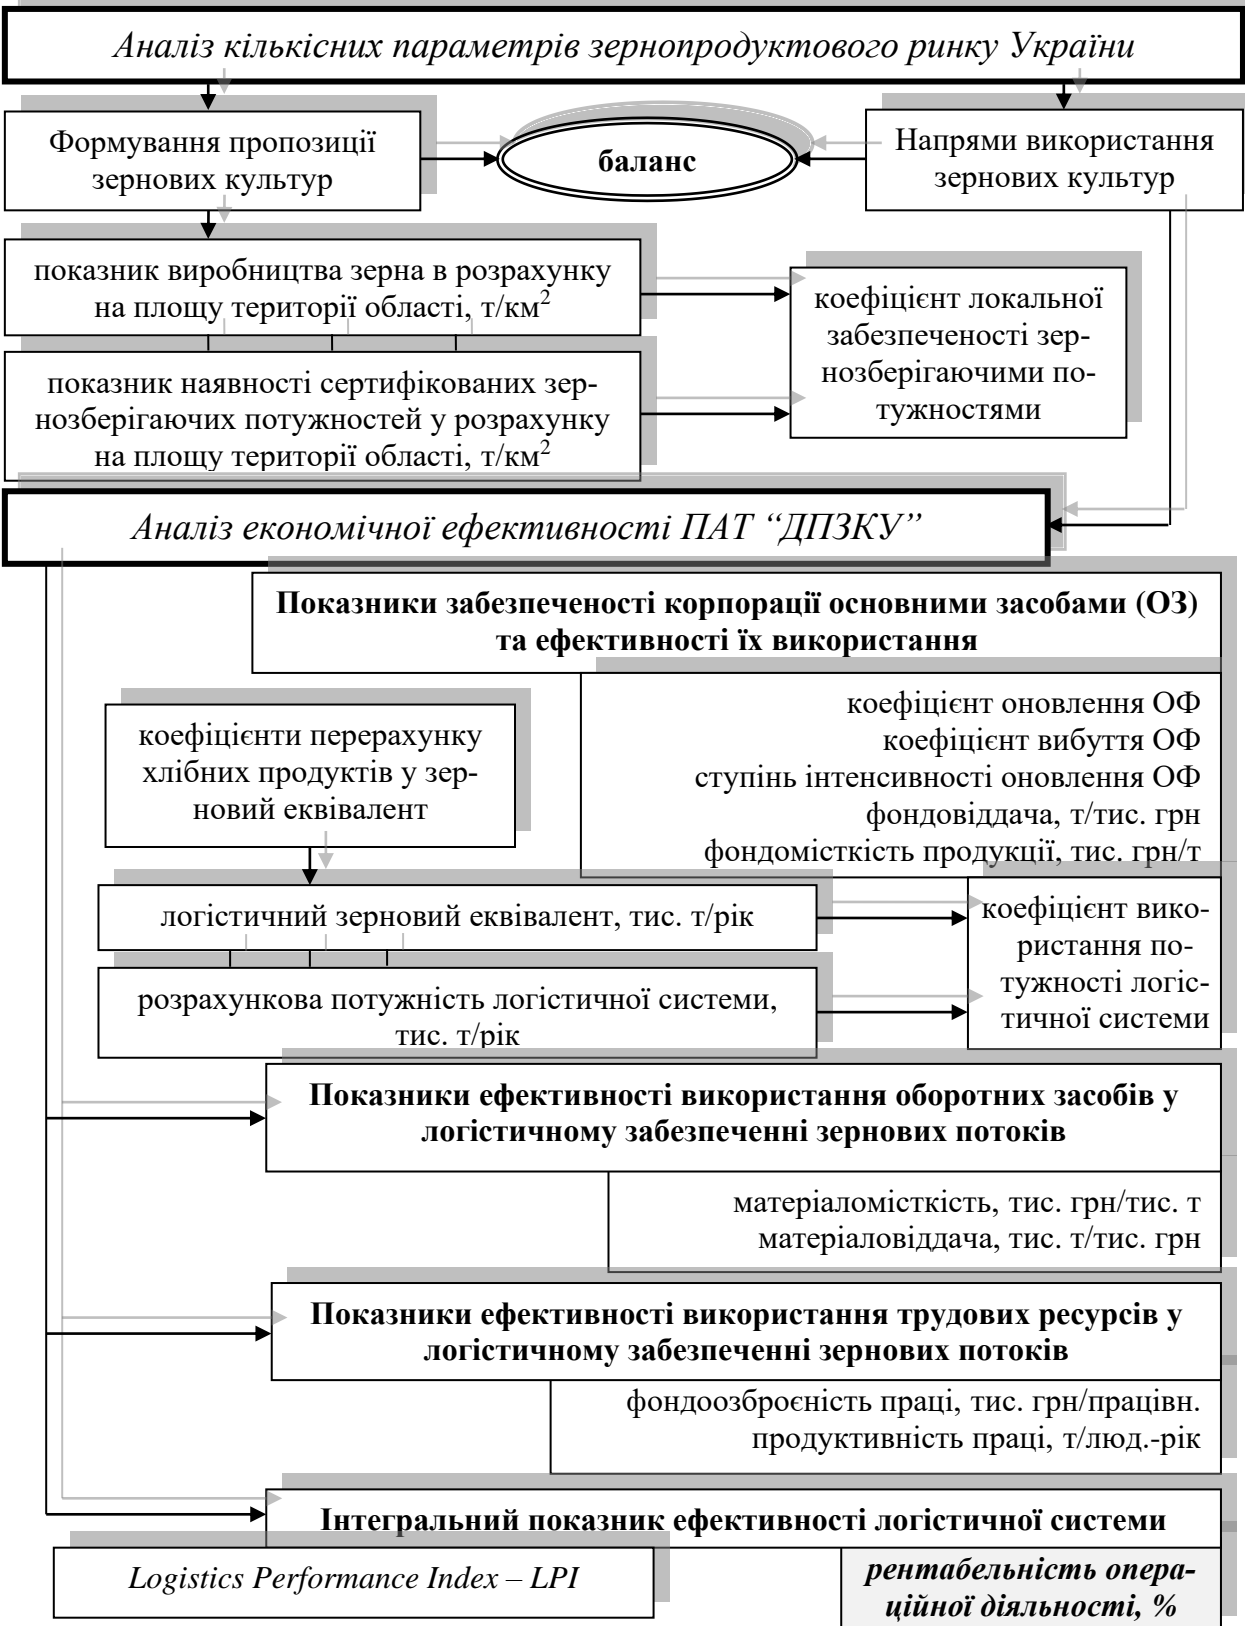 Аналіз кількісних параметрів зернопродуктового ринку України
Формування пропозиції
зернових культур
баланс
Напрями використання
зернових культур
показник виробництва зерна в розрахунку
на площу території області, т/км²
коефіцієнт локальної
забезпеченості зер-
нозберігаючими по-
тужностями
показник наявності сертифікованих зер-
нозберігаючих потужностей у розрахунку
на площу території області, т/км²
Аналіз економічної ефективності ПАТ “ДПЗКУ”
Показники забезпеченості корпорації основними засобами (ОЗ)
та ефективності їх використання
коефіцієнт оновлення ОФ
коефіцієнт вибуття ОФ
ступінь інтенсивності оновлення ОФ
фондовіддача, т/тис. грн
фондомісткість продукції, тис. грн/т
коефіцієнти перерахунку
хлібних продуктів у зер-
новий еквівалент
логістичний зерновий еквівалент, тис. т/рік
розрахункова потужність логістичної системи,
тис. т/рік
коефіцієнт вико-
ристання по-
тужності логіс-
тичної системи
Показники ефективності використання оборотних засобів у
логістичному забезпеченні зернових потоків
матеріаломісткість, тис. грн/тис. т
матеріаловіддача, тис. т/тис. грн
Показники ефективності використання трудових ресурсів у
логістичному забезпеченні зернових потоків
фондоозброєність праці, тис. грн/працівн.
продуктивність праці, т/люд.-рік
Інтегральний показник ефективності логістичної системи
Logistics Performance Index – LPI
рентабельність опера-
ційної діяльності, %